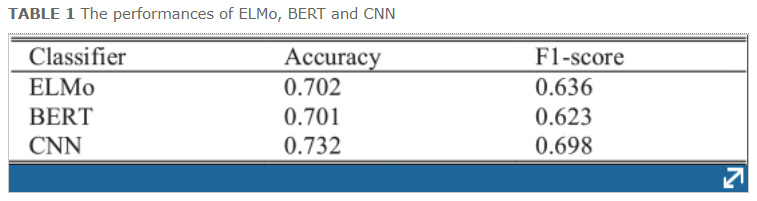 TABLE 1 The performances of ELMo, BERT and CNN
Classifier Accuracy F1-score
ELMo 0.702 0.636
BERT 0.701 0.623
CNN 0.732 0.698